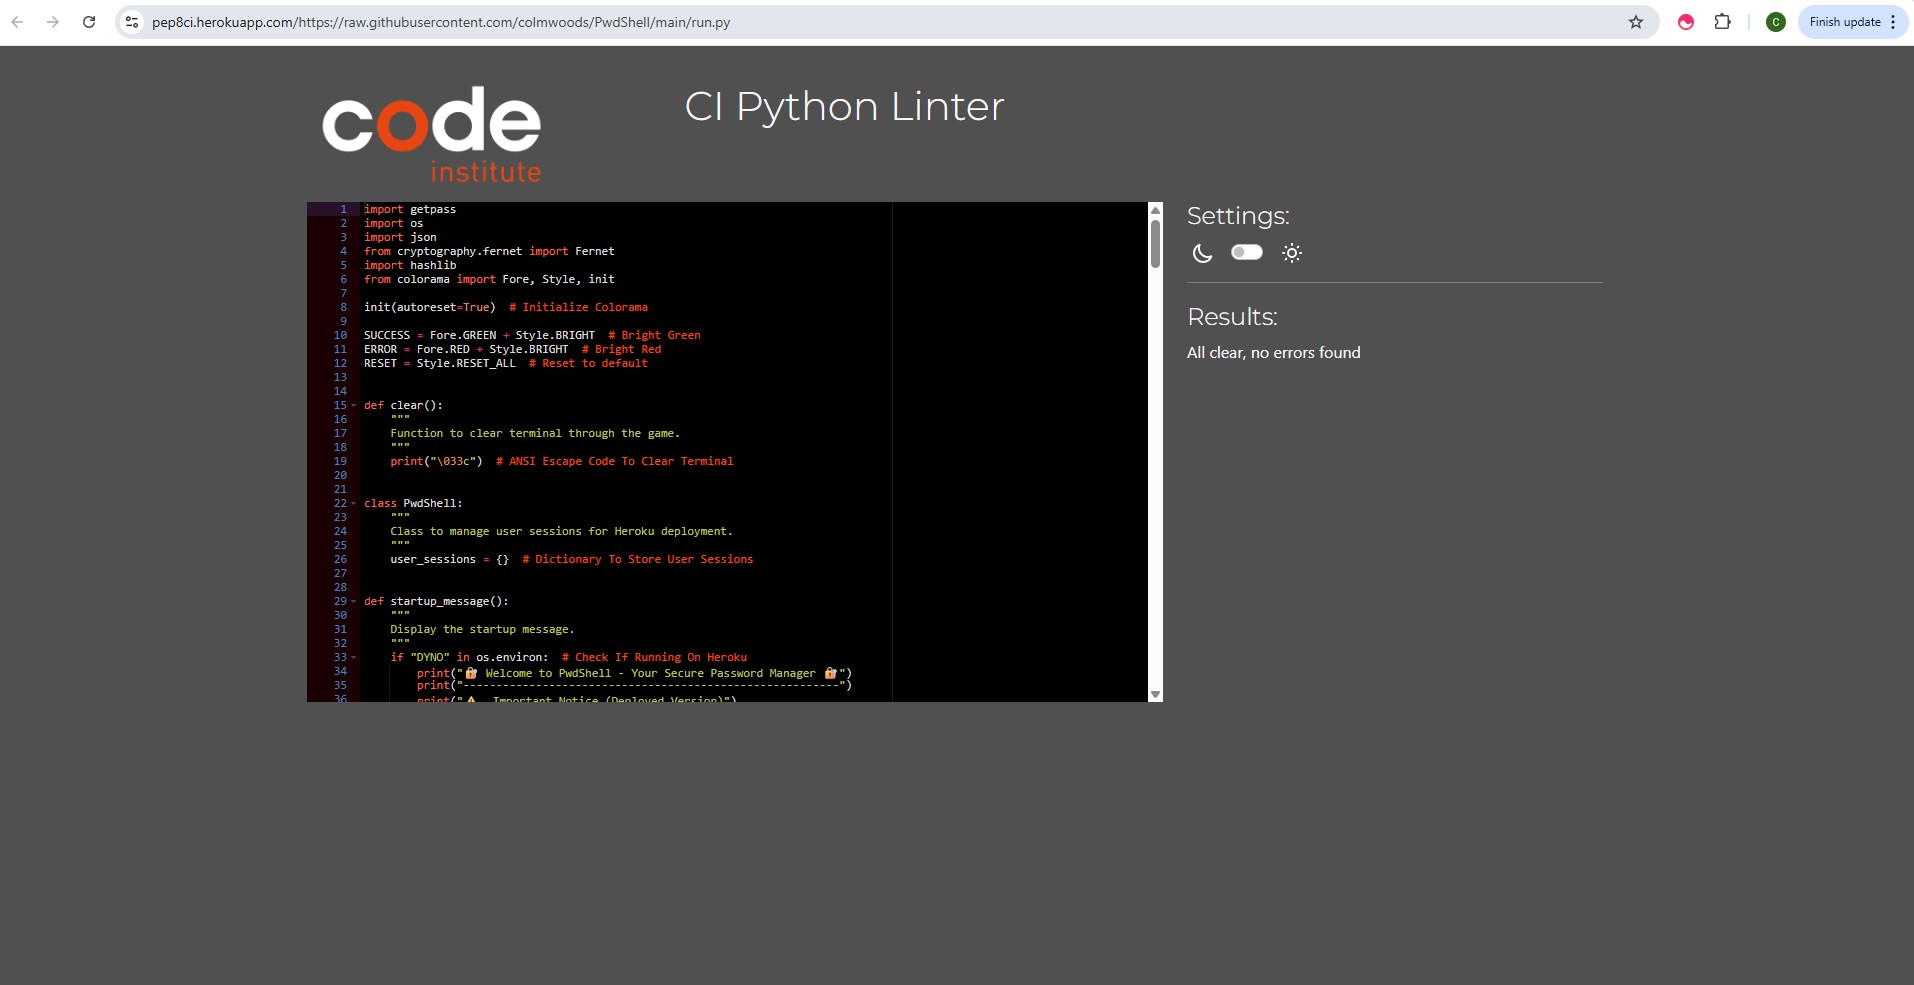 pep8ci.herokuapp.com/https://raw.githubusercontent.com/colmwoods/PwdShell/main/run.py
C
Finish update
code
institute
CI Python Linter
1 import getpass
2 import os
3 import json
4 from cryptography.fernet import Fernet
5 import hashlib
6 from colorama import Fore, Style, init
7
8 init(autoreset=True)  # Initialize Colorama
9
10 SUCCESS = Fore.GREEN + Style.BRIGHT  # Bright Green
11 ERROR = Fore.RED + Style.BRIGHT  # Bright Red
12 RESET = Style.RESET_ALL  # Reset to default
13
14
15 def clear():
16     """
17     Function to clear terminal through the game.
18     """
19     print("\033c")  # ANSI Escape Code To Clear Terminal
20
21
22 class PwdShell:
23     """
24     Class to manage user sessions for Heroku deployment.
25     """
26     user_sessions = {}  # Dictionary To Store User Sessions
27
28
29 def startup_message():
30     """
31     Display the startup message.
32     """
33     if "DYNO" in os.environ:  # Check If Running On Heroku
34         print("🔐 Welcome to PwdShell - Your Secure Password Manager 🔐")
35         print("---------------------------------------------------------")
36         print("⚠️  Important Notice (Deployed Version)")
Settings:
Results:
All clear, no errors found